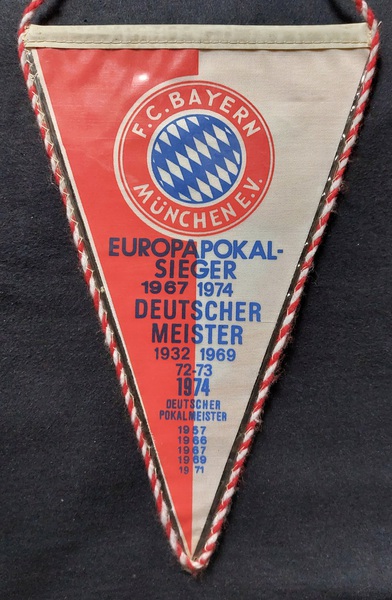 F.C. BAYERN
MÜNCHEN E.V.
EUROPAPOKAL-
SIEGER
1967 1974
DEUTSCHER
MEISTER
1932 1969
72-73
1974
DEUTSCHER
POKALMEISTER
1957
1966
1967
1969
1971